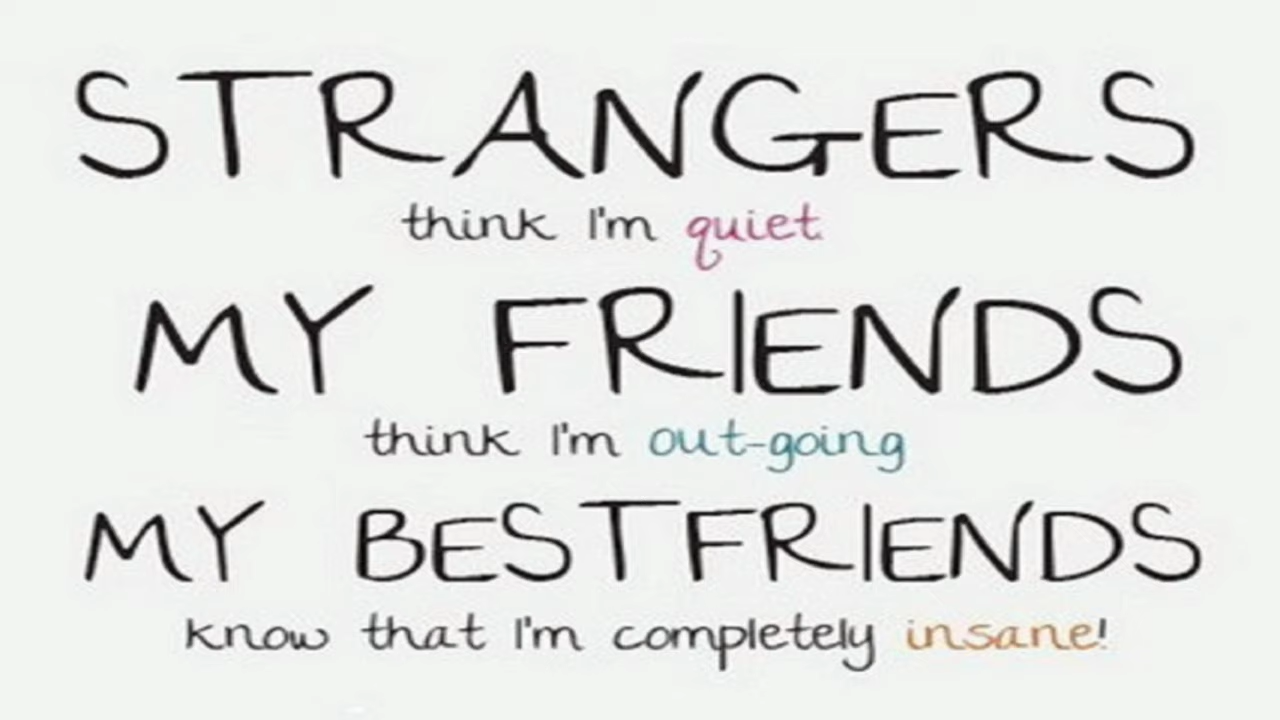 STRANGERS
think I'm quiet.
MY FRIENDS
think I'm out-going
MY BESTFRIENDS
know that I'm completely insane!